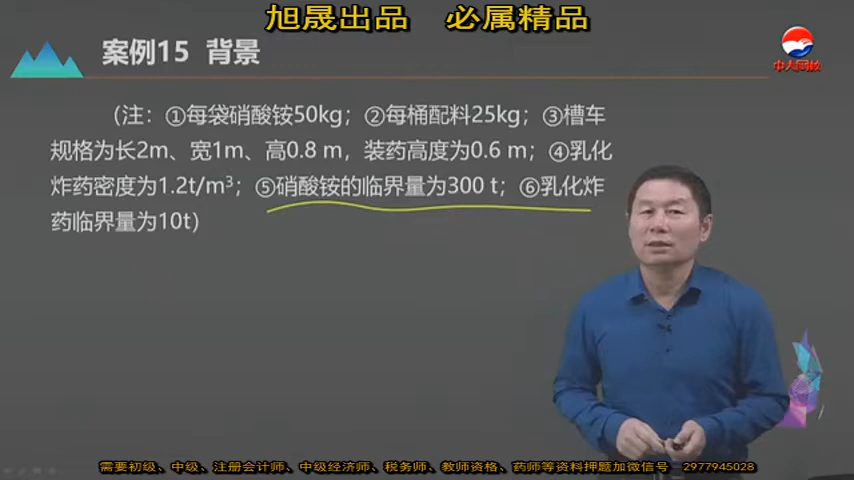 旭晟出品 必属精品
案例15 背景
中大网校
(注：①每袋硝酸铵50kg；②每桶配料25kg；③槽车
规格为长2m、宽1m、高0.8 m，装药高度为0.6 m；④乳化
炸药密度为1.2t/m³；⑤硝酸铵的临界量为300 t；⑥乳化炸
药临界量为10t)
需要初级、中级、注册会计师、中级经济师、税务师、教师资格、药师等资料押题加微信号 2977945028